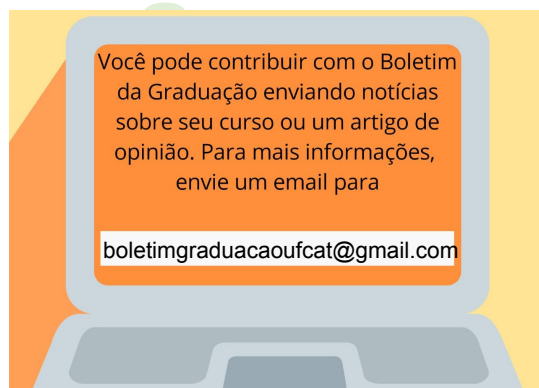 Você pode contribuir com o Boletim
da Graduação enviando notícias
sobre seu curso ou um artigo de
opinião. Para mais informações,
envie um email para
boletimgraduacaoufcat@gmail.com